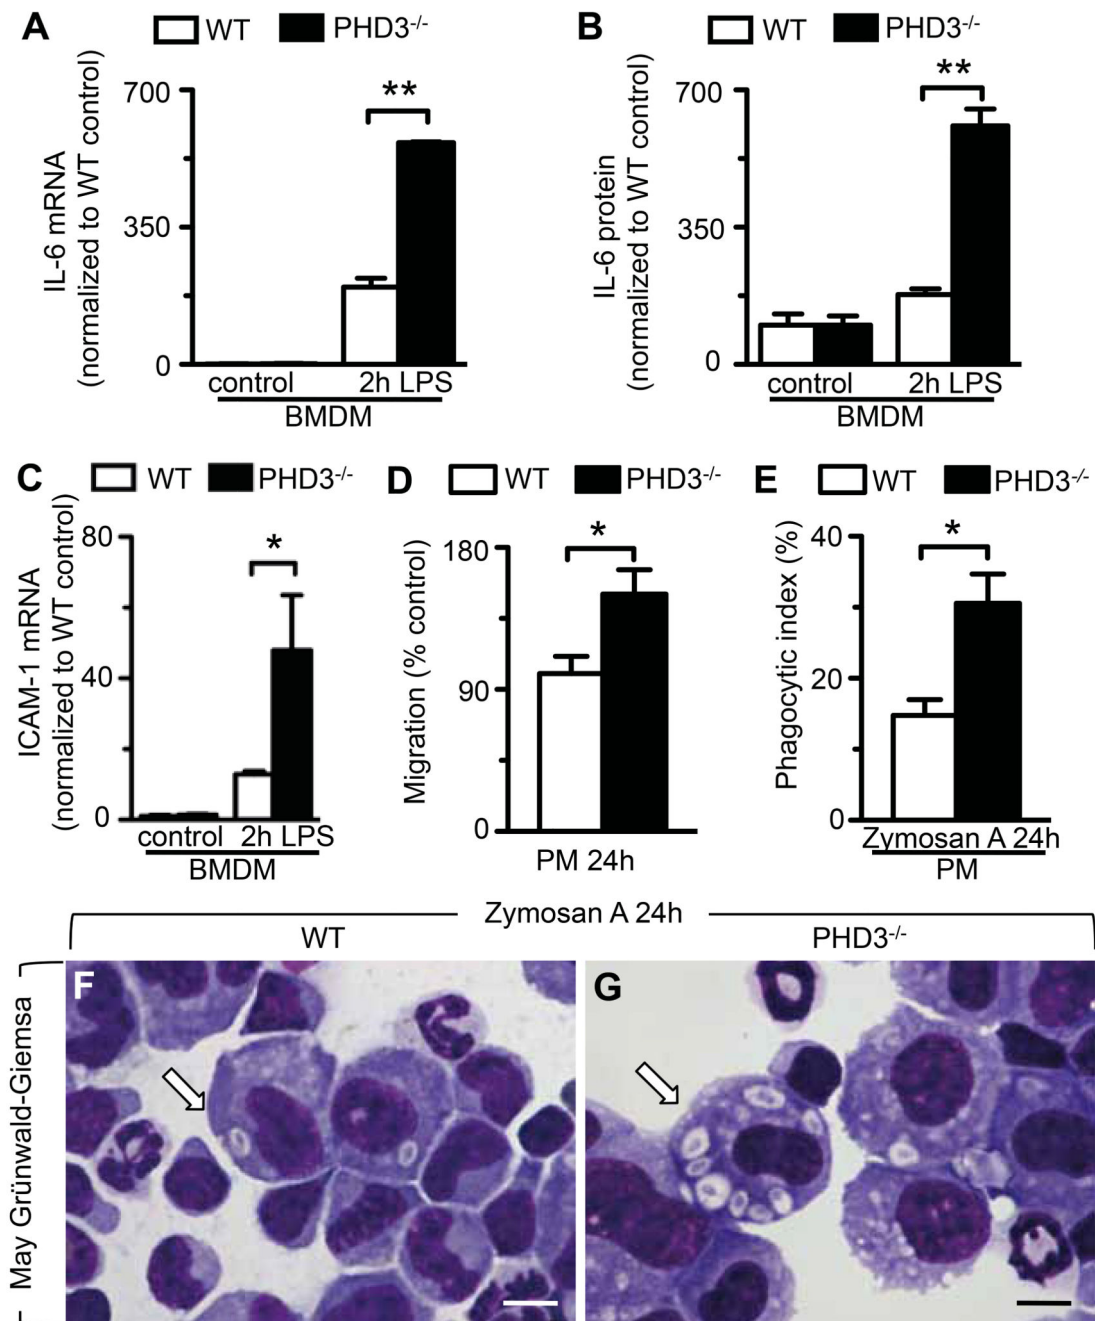 A WT PHD3-/-
IL-6 mRNA
(normalized to WT control)
700
350
0
**
control 2h LPS
BMDM
B WT PHD3-/-
IL-6 protein
(normalized to WT control)
700
350
0
**
control 2h LPS
BMDM
C WT PHD3-/-
ICAM-1 mRNA
(normalized to WT control)
80
40
0
*
control 2h LPS
BMDM
D WT PHD3-/-
Migration (% control)
180
90
0
*
PM 24h
E WT PHD3-/-
Phagocytic index (%)
40
20
0
*
Zymosan A 24h
PM
Zymosan A 24h
WT PHD3-/-
May Grünwald-Giemsa
F
G